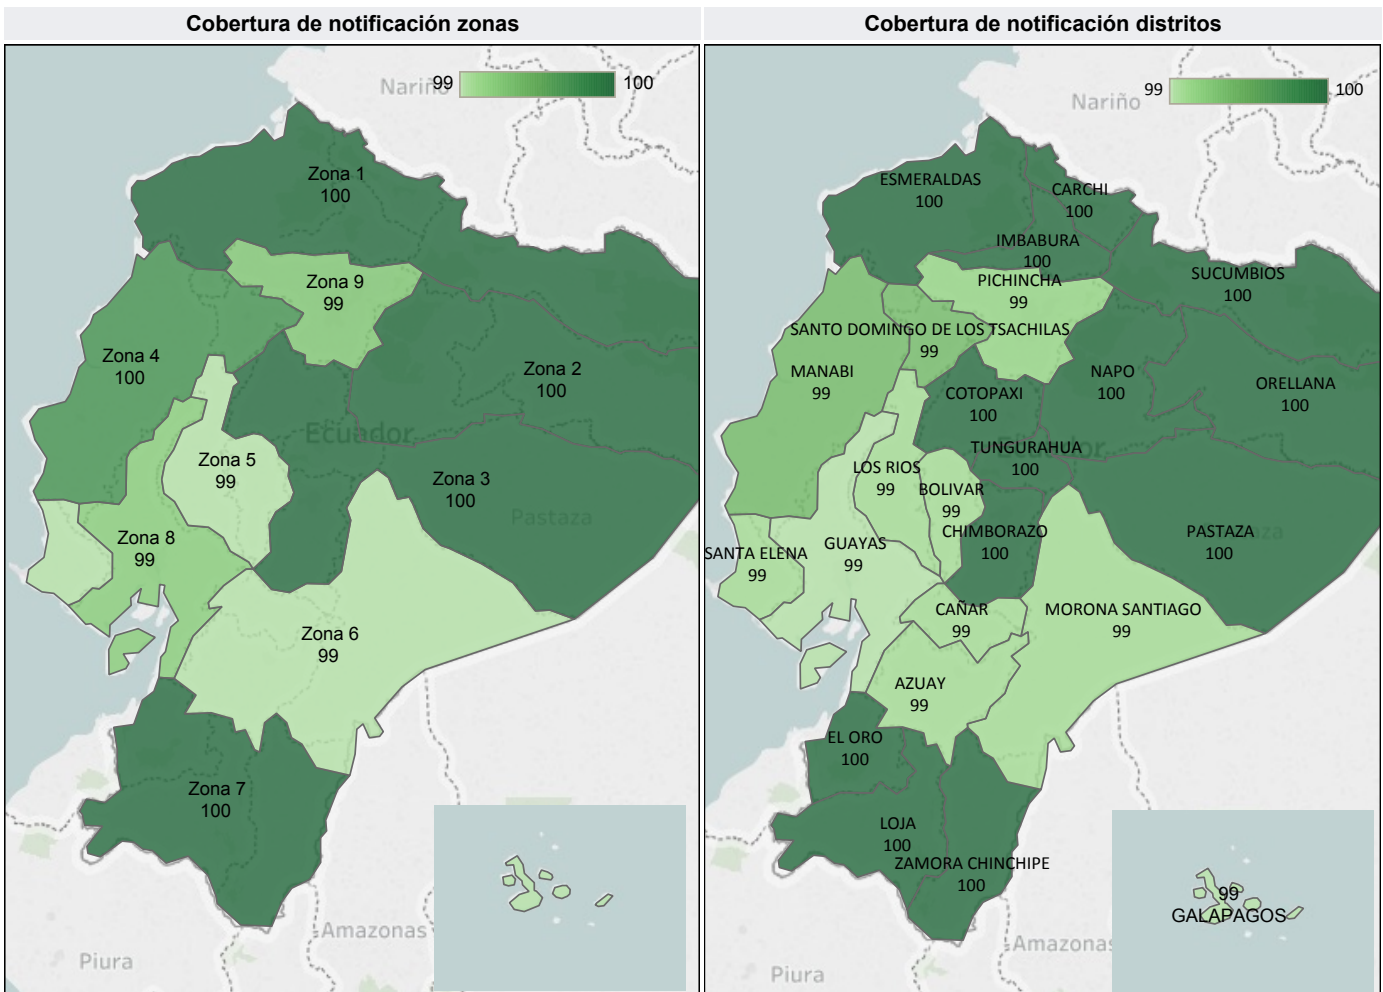 Cobertura de notificación zonas
Nariño
99
100
Zona 1
100
Zona 9
99
Zona 4
100
Zona 2
100
Ecuador
Zona 5
99
Zona 3
100
Pastaza
Zona 8
99
Zona 6
99
Zona 7
100
Amazonas
Piura
Cobertura de notificación distritos
99
100
Nariño
ESMERALDAS
100
CARCHI
100
IMBABURA
100
SUCUMBIOS
100
PICHINCHA
99
SANTO DOMINGO DE LOS TSACHILAS
99
MANABI
99
NAPO
100
ORELLANA
100
COTOPAXI
100
TUNGURAHUA
100
LOS RIOS
99
BOLIVAR
99
CHIMBORAZO
100
PASTAZA
100
SANTA ELENA
99
GUAYAS
99
CAÑAR
99
MORONA SANTIAGO
99
AZUAY
99
EL ORO
100
LOJA
100
ZAMORA CHINCHIPE
100
99
GALAPAGOS
Amazonas
Piura